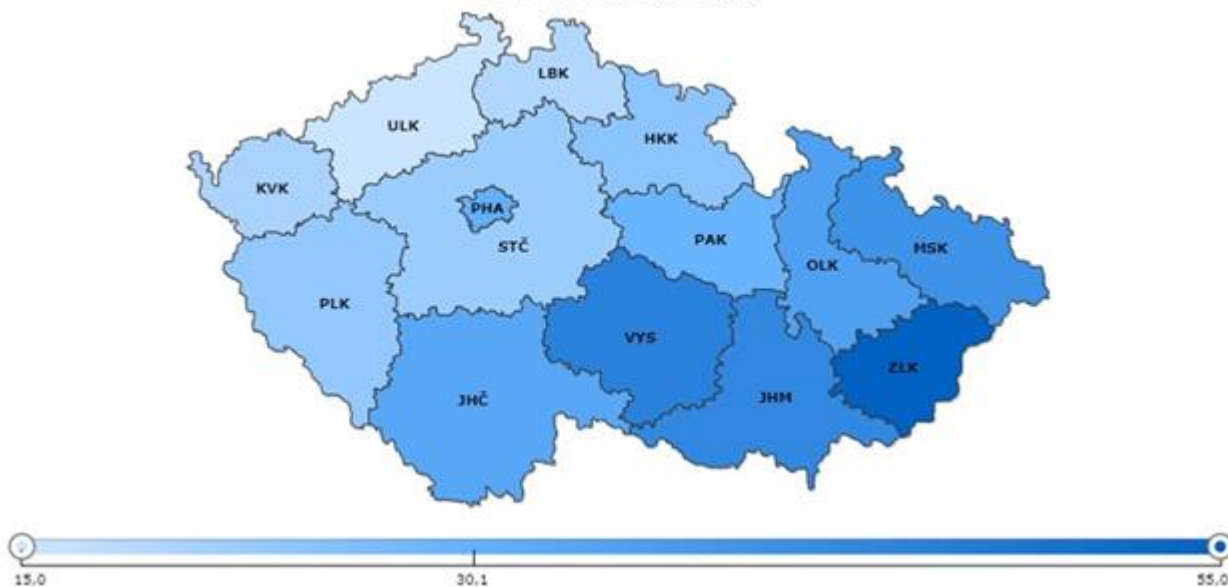 LBK
ULK
HKK
KVK
PHA
STČ
PAK
MSK
OLK
PLK
VYS
ZLK
JHČ
JHM
15,0 30,1 55,0